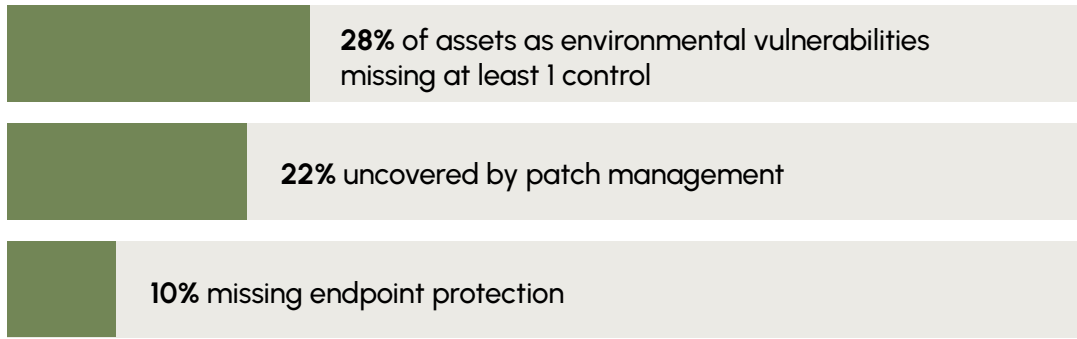 28% of assets as environmental vulnerabilities
missing at least 1 control
22% uncovered by patch management
10% missing endpoint protection